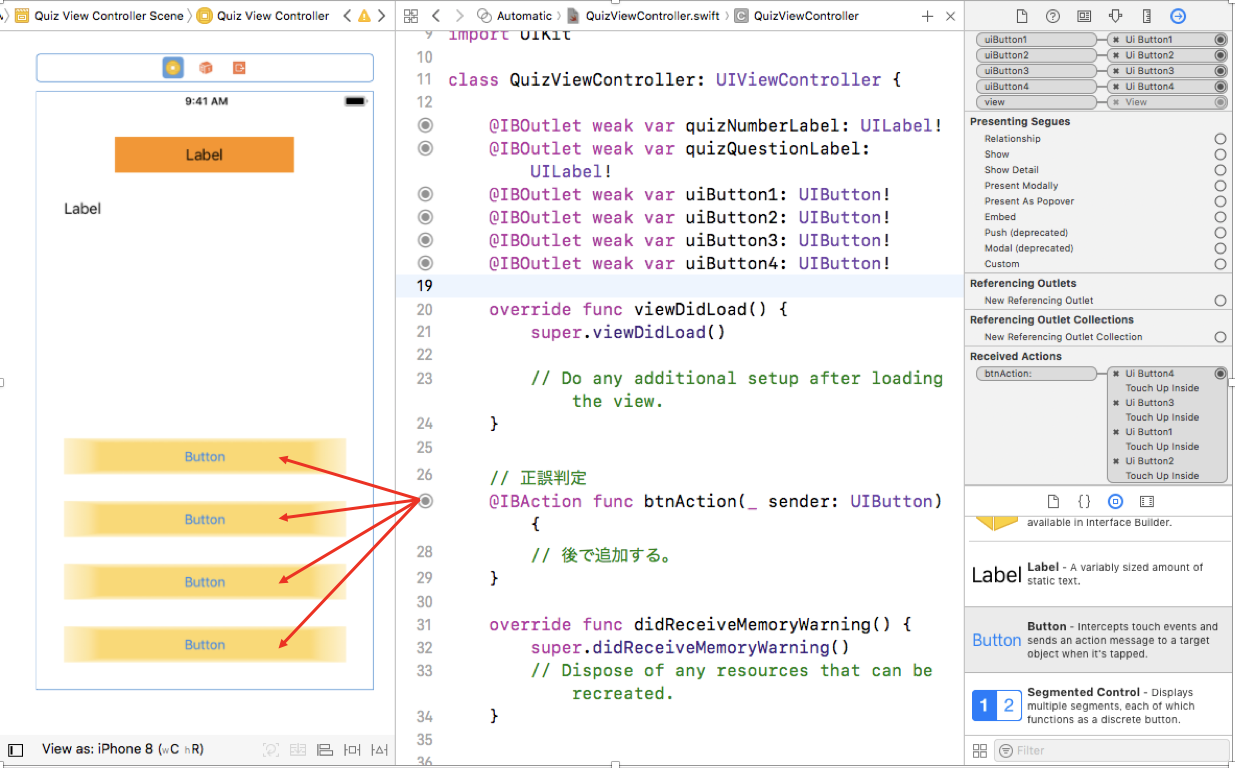 Quiz View Controller Scene
Quiz View Controller
Automatic
QuizViewController.swift
QuizViewController
9:41 AM
Label
Label
Button
Button
Button
Button
View as: iPhone 8 (wC hR)
9 import UIKit
10
11 class QuizViewController: UIViewController {
12
@IBOutlet weak var quizNumberLabel: UILabel!
@IBOutlet weak var quizQuestionLabel:
UILabel!
@IBOutlet weak var uiButton1: UIButton!
@IBOutlet weak var uiButton2: UIButton!
@IBOutlet weak var uiButton3: UIButton!
@IBOutlet weak var uiButton4: UIButton!
19
20 override func viewDidLoad() {
21 super.viewDidLoad()
22
23 // Do any additional setup after loading
the view.
24 }
25
26 // 正誤判定
@IBAction func btnAction(_ sender: UIButton)
{
28 // 後で追加する。
29 }
30
31 override func didReceiveMemoryWarning() {
32 super.didReceiveMemoryWarning()
33 // Dispose of any resources that can be
recreated.
34 }
35
36
uiButton1 Ui Button1
uiButton2 Ui Button2
uiButton3 Ui Button3
uiButton4 Ui Button4
view View
Presenting Segues
Relationship
Show
Show Detail
Present Modally
Present As Popover
Embed
Push (deprecated)
Modal (deprecated)
Custom
Referencing Outlets
New Referencing Outlet
Referencing Outlet Collections
New Referencing Outlet Collection
Received Actions
btnAction: Ui Button4
Touch Up Inside
Ui Button3
Touch Up Inside
Ui Button1
Touch Up Inside
Ui Button2
Touch Up Inside
available in Interface Builder.
Label Label - A variably sized amount of
static text.
Button Button - Intercepts touch events and
sends an action message to a target
object when it's tapped.
1 2 Segmented Control - Displays
multiple segments, each of which
functions as a discrete button.
Filter